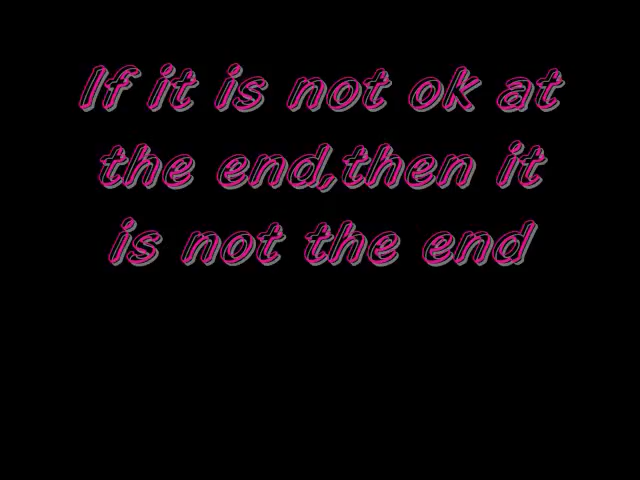 If it is not ok at
the end,then it
is not the end